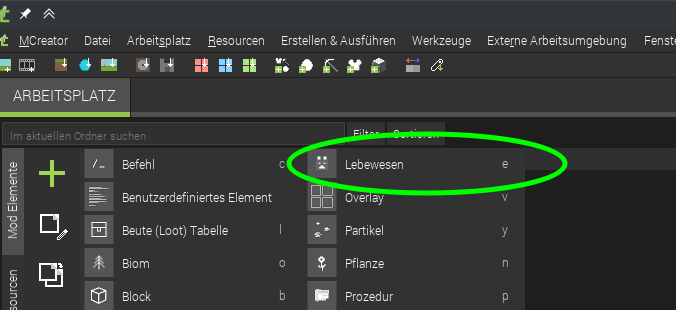 MCreator Datei Arbeitsplatz Ressourcen Erstellen & Ausführen Werkzeuge Externe Arbeitsumgebung Fenste
ARBEITSPLATZ
Im aktuellen Ordner suchen Filter Sortieren
Mod Elemente
sourcen
Befehl c Lebewesen e
Benutzerdefiniertes Element Overlay v
Beute (Loot) Tabelle l Partikel y
Biom o Pflanze n
Block b Prozedur p